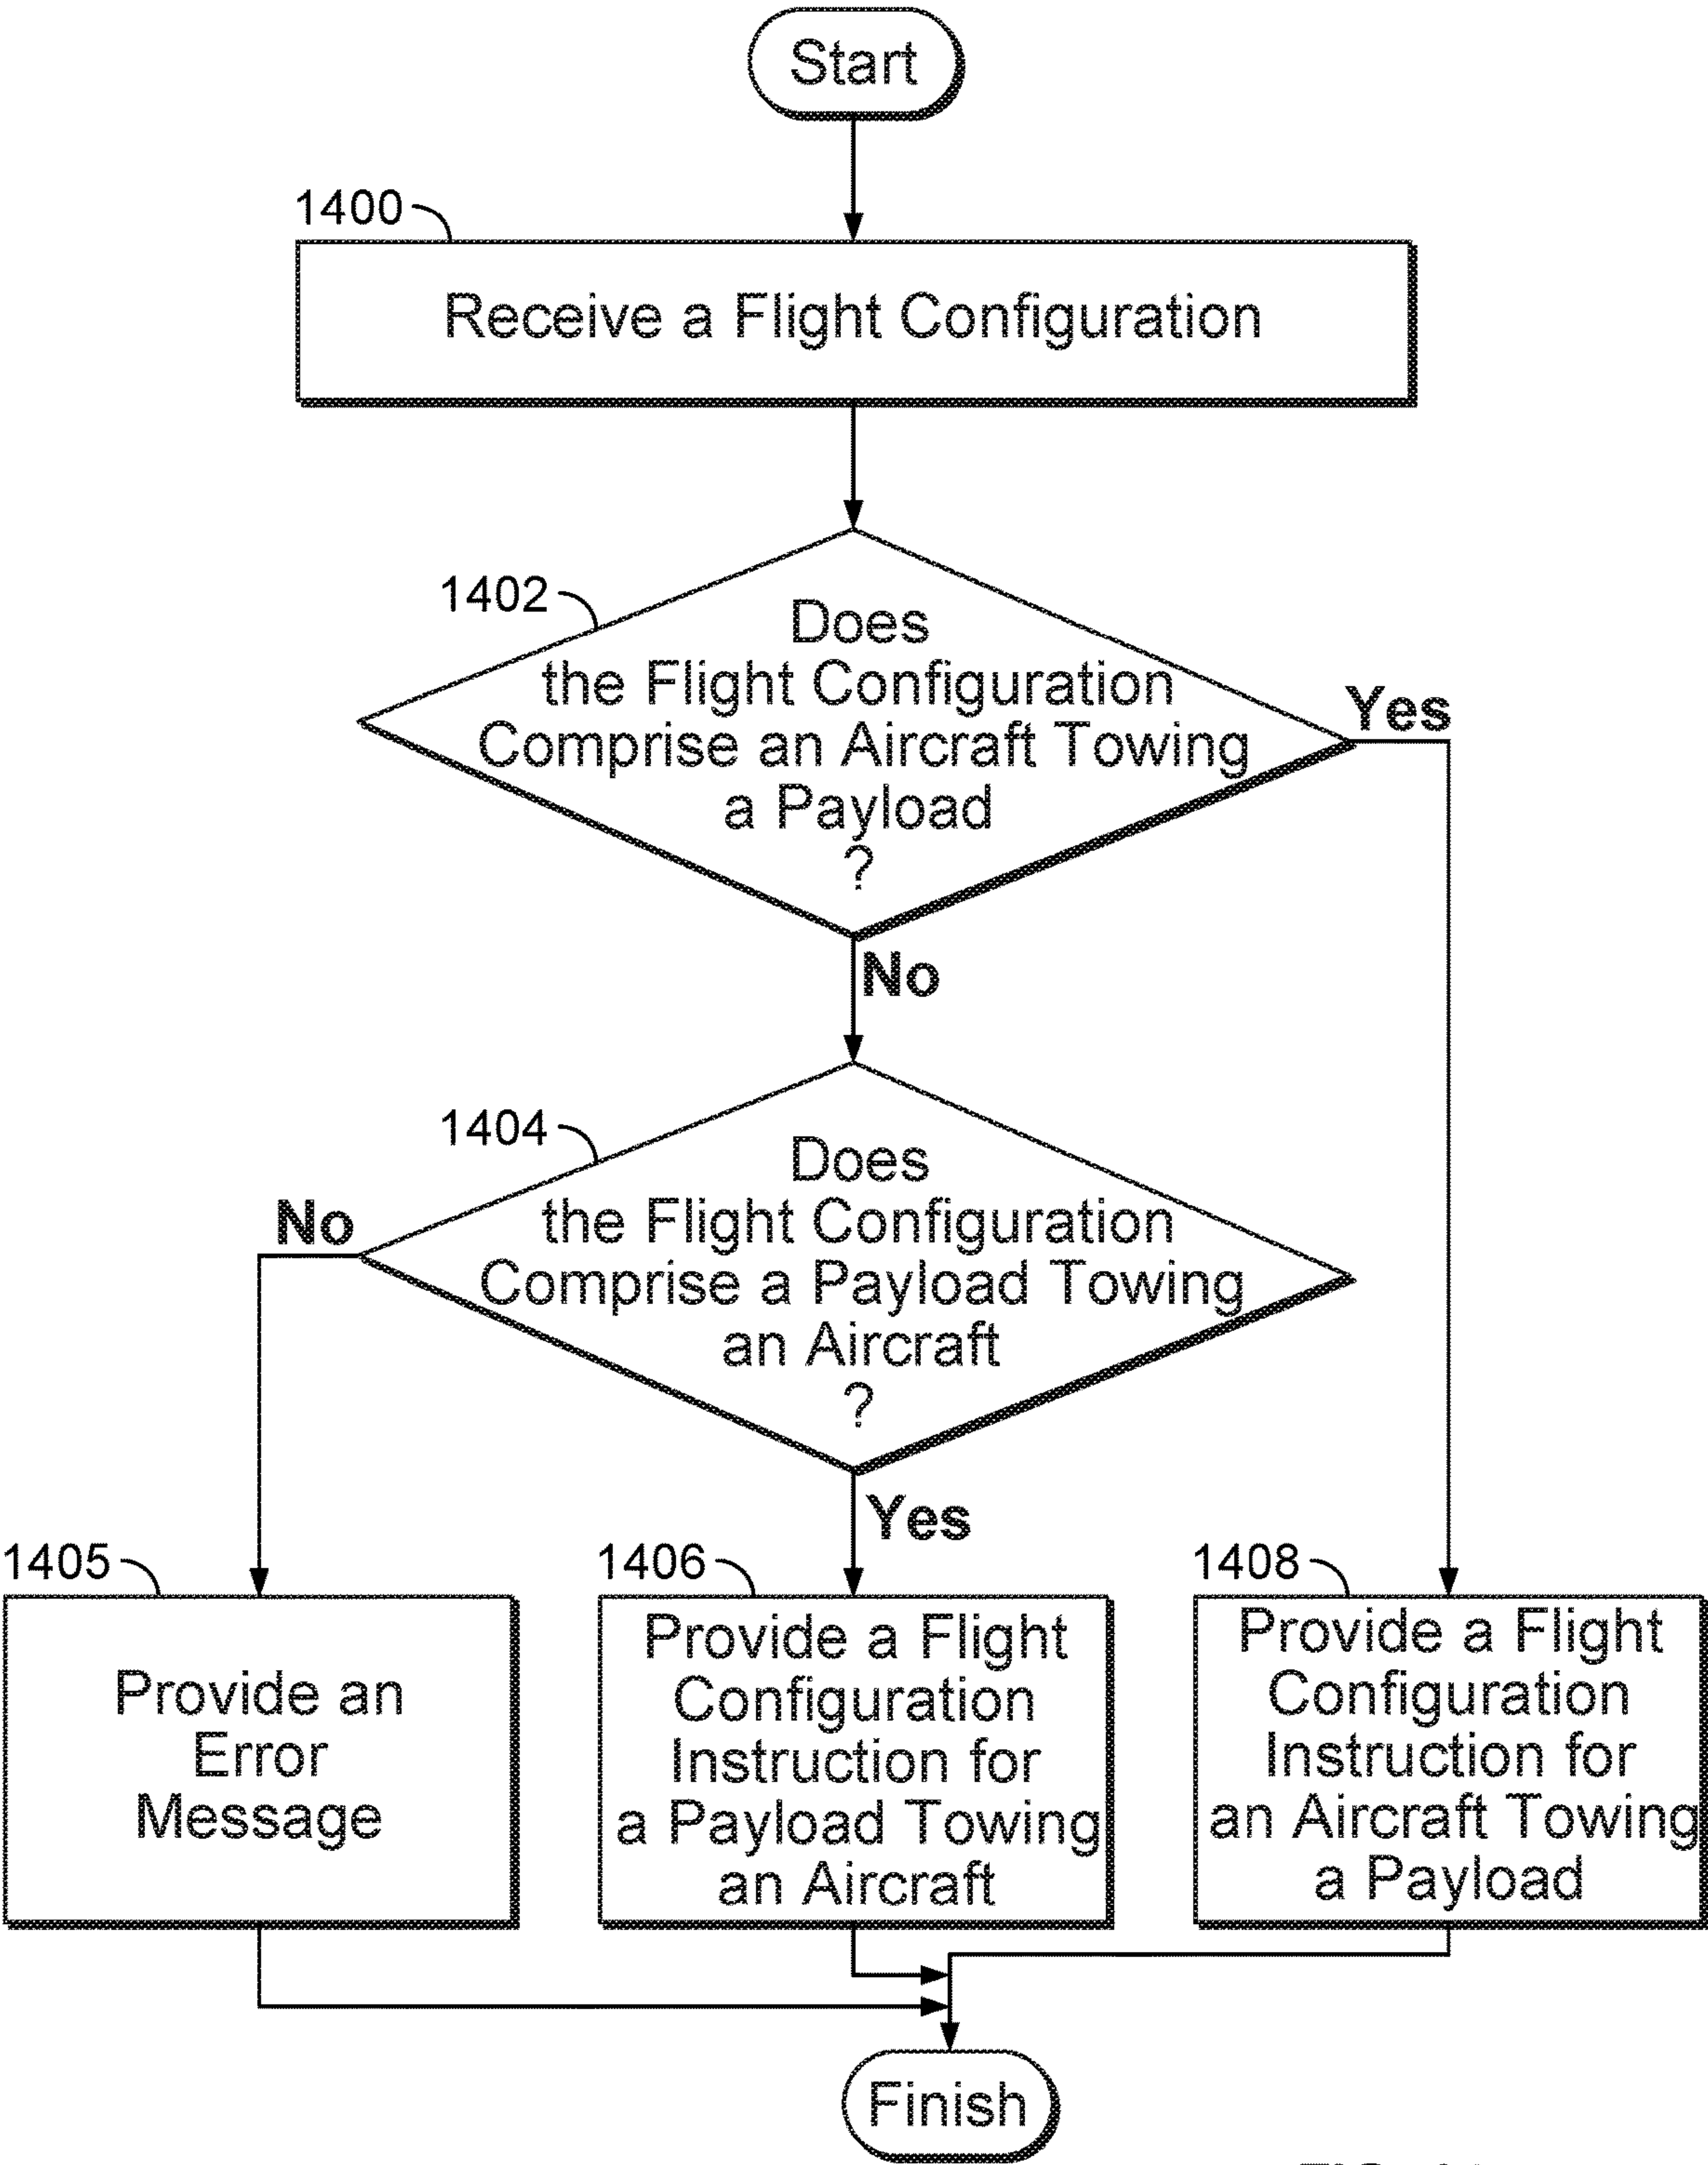 Start
1400
Receive a Flight Configuration
1402
Does
the Flight Configuration
Comprise an Aircraft Towing
a Payload
?
Yes
No
1404
Does
the Flight Configuration
Comprise a Payload Towing
an Aircraft
?
No
Yes
1405
Provide an
Error
Message
1406
Provide a Flight
Configuration
Instruction for
a Payload Towing
an Aircraft
1408
Provide a Flight
Configuration
Instruction for
an Aircraft Towing
a Payload
Finish